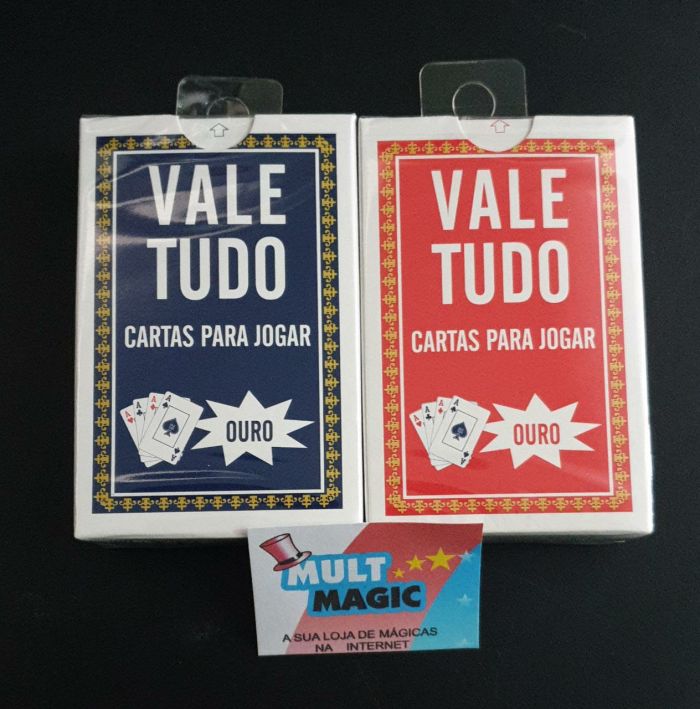 VALE
TUDO
CARTAS PARA JOGAR
OURO
VALE
TUDO
CARTAS PARA JOGAR
OURO
MULT
MAGIC
A SUA LOJA DE MÁGICAS
NA INTERNET